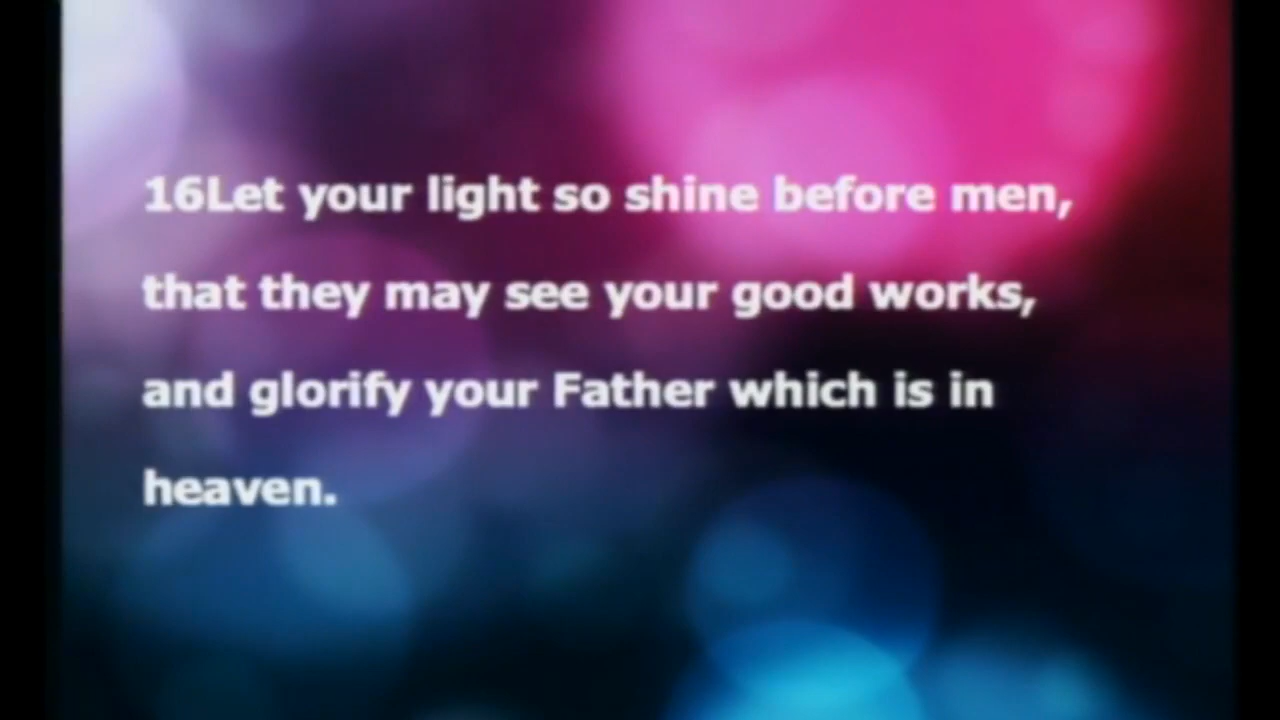 16Let your light so shine before men,
that they may see your good works,
and glorify your Father which is in
heaven.